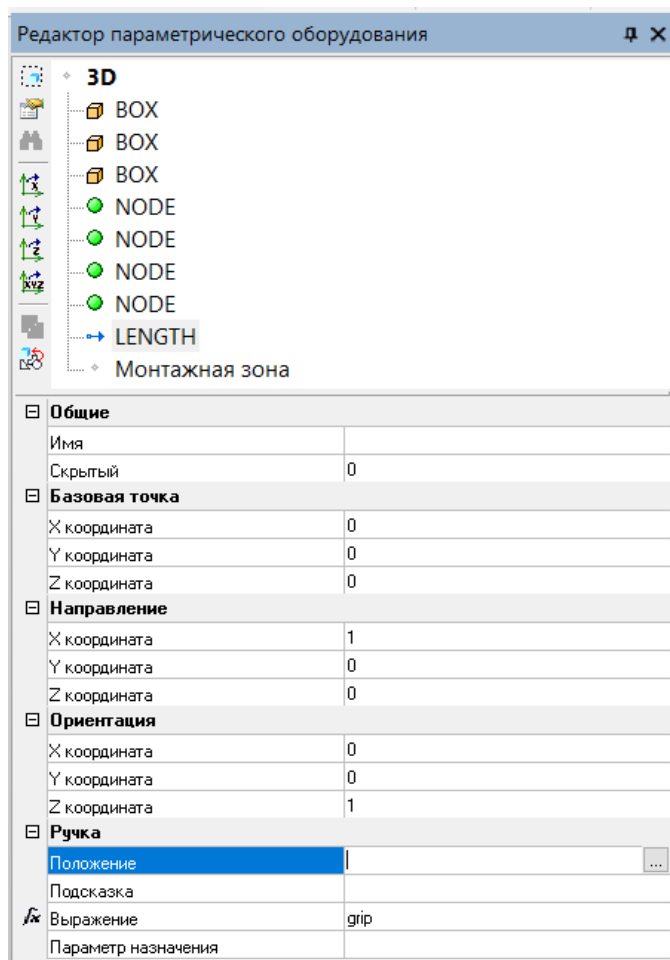 Редактор параметрического оборудования
3D
BOX
BOX
BOX
NODE
NODE
NODE
NODE
LENGTH
Монтажная зона
Общие
Имя
Скрытый 0
Базовая точка
X координата 0
Y координата 0
Z координата 0
Направление
X координата 1
Y координата 0
Z координата 0
Ориентация
X координата 0
Y координата 0
Z координата 1
Ручка
Положение ...
Подсказка
fx Выражение grip
Параметр назначения